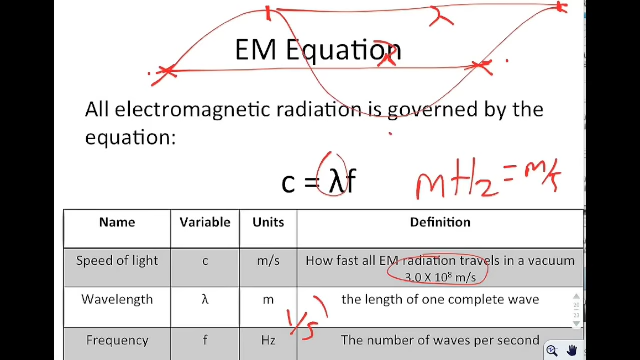 λ
EM Equation
λ
All electromagnetic radiation is governed by the
equation:
c = λf
mHz = m/s
Name Variable Units Definition
Speed of light c m/s How fast all EM radiation travels in a vacuum
3.0 X 10⁸ m/s
Wavelength λ m the length of one complete wave
1/s
Frequency f Hz The number of waves per second